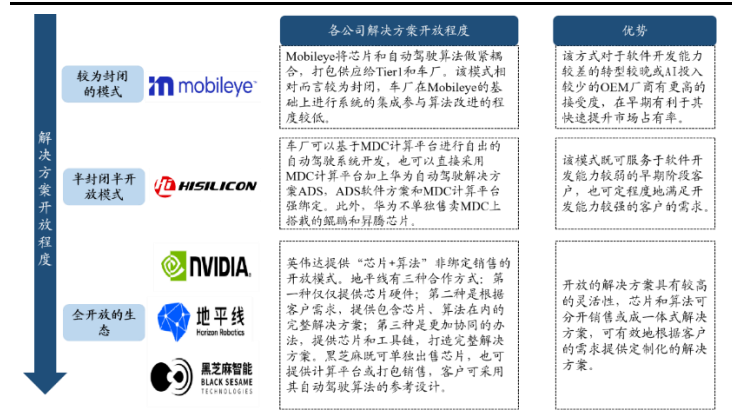 各公司解决方案开放程度
优势
解决方案开放程度
较为封闭
的模式
mobileye™
Mobileye将芯片和自动驾驶算法做紧耦
合，打包供应给Tier1和车厂。该模式相
对而言较为封闭，车厂在Mobileye的基
础上进行系统的集成参与算法改进的程
度较低。
该方式对于软件开发能力
较差的转型较晚或AI投入
较少的OEM厂商有更高的
接受度，在早期有利于其
快速提升市场占有率。
半封闭半开
放模式
HISILICON
车厂可以基于MDC计算平台进行自出的
自动驾驶系统开发，也可以直接采用
MDC计算平台加上华为自动驾驶解决方
案ADS，ADS软件方案和MDC计算平台
强绑定。此外，华为不单独售卖MDC上
搭载的鲲鹏和昇腾芯片。
该模式既可服务于软件开
发能力较弱的早期阶段客
户，也可定程度地满足开
发能力较强的客户的需求。
全开放的生
态
NVIDIA.
地平线
Horizon Robotics
黑芝麻智能
BLACK SESAME
TECHNOLOGIES
英伟达提供“芯片+算法”非绑定销售的
开放模式。地平线有三种合作方式：第
一种仅仅提供芯片硬件；第二种是根据
客户需求，提供包含芯片、算法在内的
完整解决方案；第三种是更加协同的办
法，提供芯片和工具链，打造完整解决
方案。黑芝麻既可单独出售芯片，也可
提供计算平台或打包销售，客户可采用
其自动驾驶算法的参考设计。
开放的解决方案具有较高
的灵活性，芯片和算法可
分开销售或成一体式解决
方案，可有效地根据客户
的需求提供定制化的解决
方案。